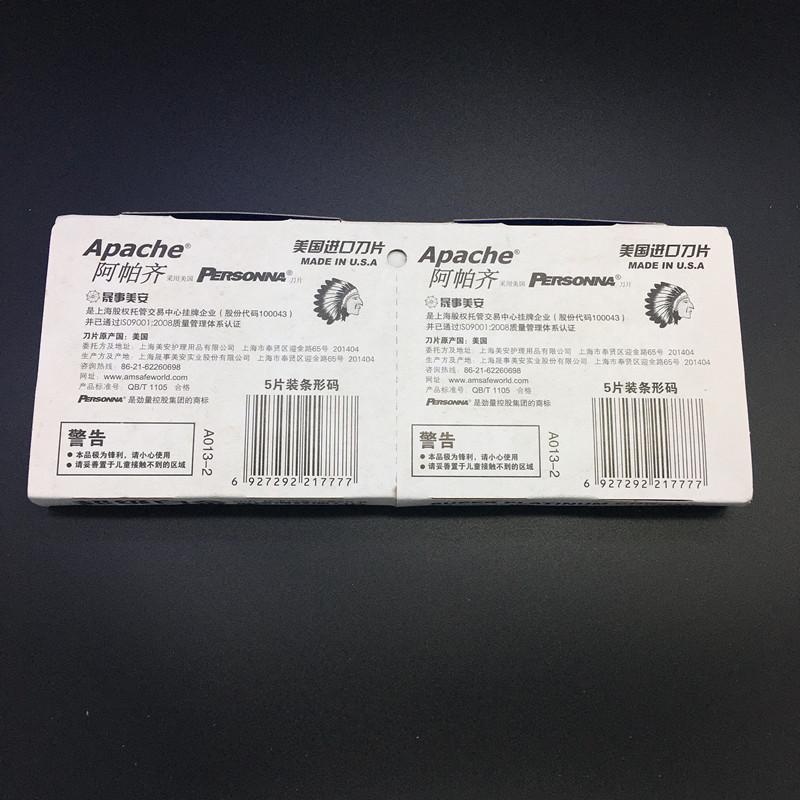 Apache®
阿帕齐 采用美国 PERSONNA® 刀片
美国进口刀片
MADE IN U.S.A
晟事美安
是上海股权托管交易中心挂牌企业（股份代码100043）
并已通过ISO9001:2008质量管理体系认证
刀片原产国：美国
委托方及地址：上海美安护理用品有限公司 上海市奉贤区迎金路65号 201404
生产方及产地：上海晟事美安实业股份有限公司 上海市奉贤区迎金路65号 201404
咨询热线：86-21-62260698
网址：www.amsafeworld.com
产品标准号：QB/T 1105 合格
PERSONNA® 是劲量控股集团的商标
5片装条形码
警告
● 本品极为锋利，请小心使用
● 请妥善置于儿童接触不到的区域
A013-2
6 927292 217777
Apache®
阿帕齐 采用美国 PERSONNA® 刀片
美国进口刀片
MADE IN U.S.A
晟事美安
是上海股权托管交易中心挂牌企业（股份代码100043）
并已通过ISO9001:2008质量管理体系认证
刀片原产国：美国
委托方及地址：上海美安护理用品有限公司 上海市奉贤区迎金路65号 201404
生产方及产地：上海晟事美安实业股份有限公司 上海市奉贤区迎金路65号 201404
咨询热线：86-21-62260698
网址：www.amsafeworld.com
产品标准号：QB/T 1105 合格
PERSONNA® 是劲量控股集团的商标
5片装条形码
警告
● 本品极为锋利，请小心使用
● 请妥善置于儿童接触不到的区域
A013-2
6 927292 217777